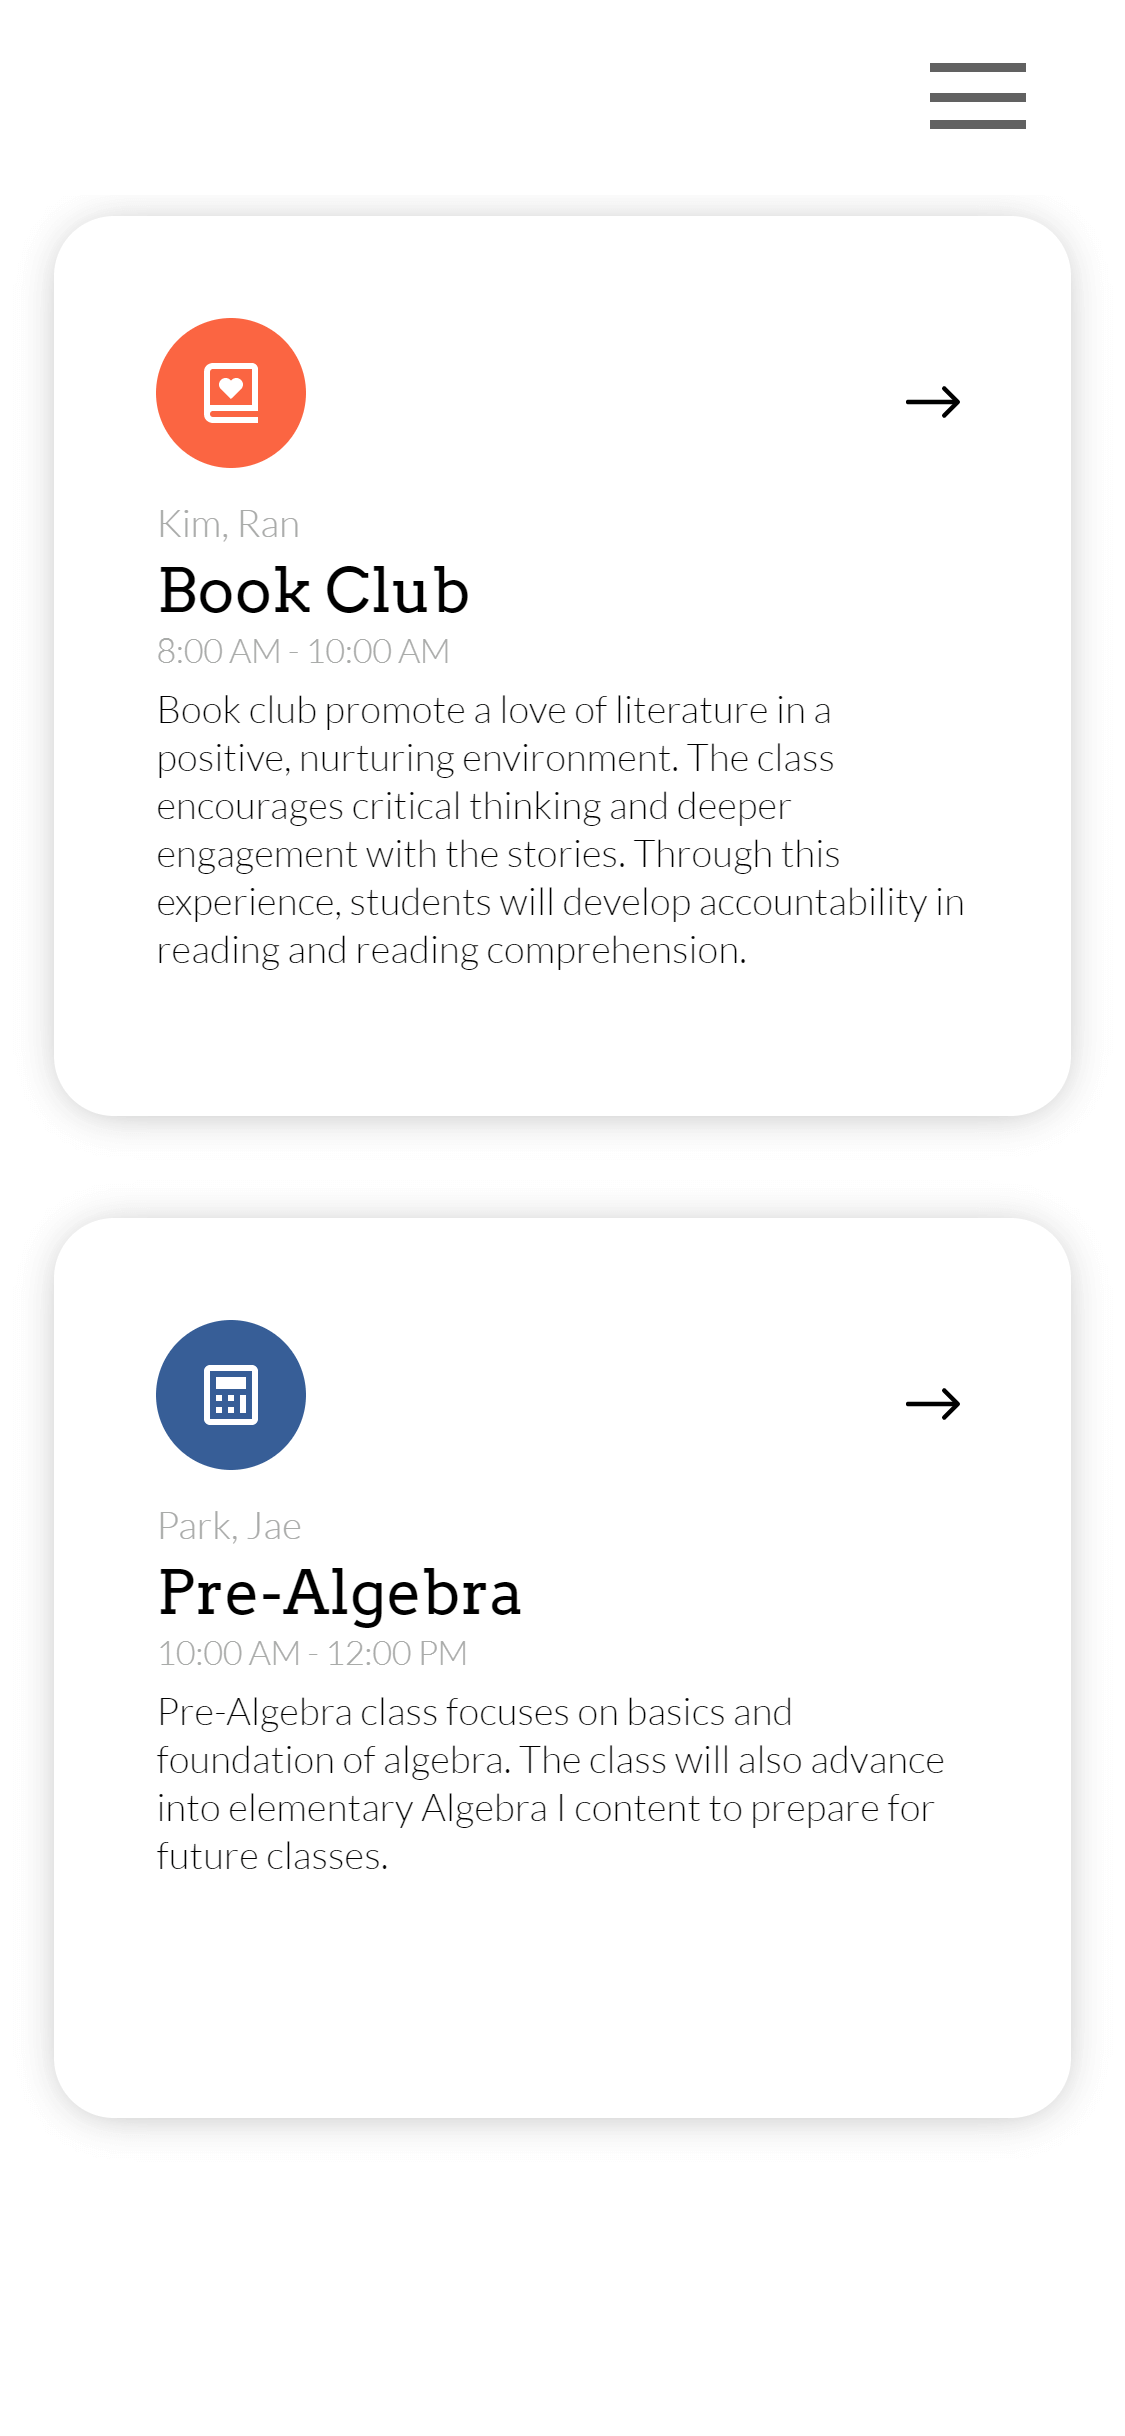 Kim, Ran
Book Club
8:00 AM - 10:00 AM
Book club promote a love of literature in a
positive, nurturing environment. The class
encourages critical thinking and deeper
engagement with the stories. Through this
experience, students will develop accountability in
reading and reading comprehension.
Park, Jae
Pre-Algebra
10:00 AM - 12:00 PM
Pre-Algebra class focuses on basics and
foundation of algebra. The class will also advance
into elementary Algebra I content to prepare for
future classes.